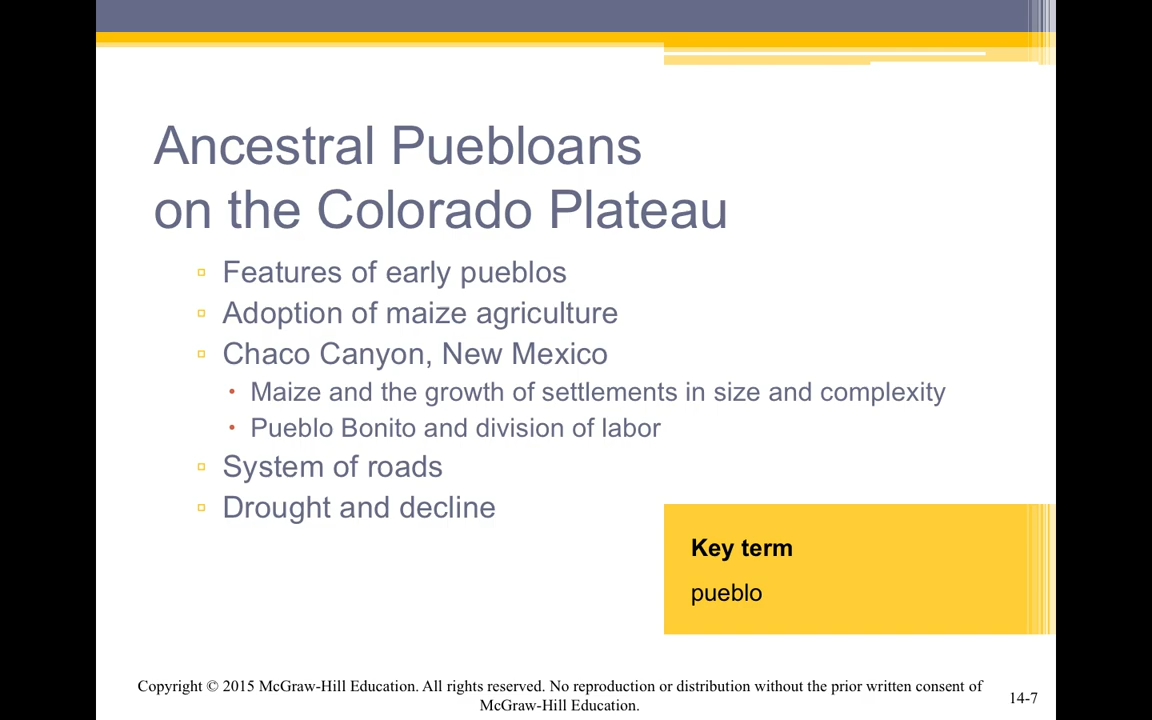 Ancestral Puebloans
on the Colorado Plateau
Features of early pueblos
Adoption of maize agriculture
Chaco Canyon, New Mexico
Maize and the growth of settlements in size and complexity
Pueblo Bonito and division of labor
System of roads
Drought and decline
Key term
pueblo
Copyright © 2015 McGraw-Hill Education. All rights reserved. No reproduction or distribution without the prior written consent of
McGraw-Hill Education.
14-7